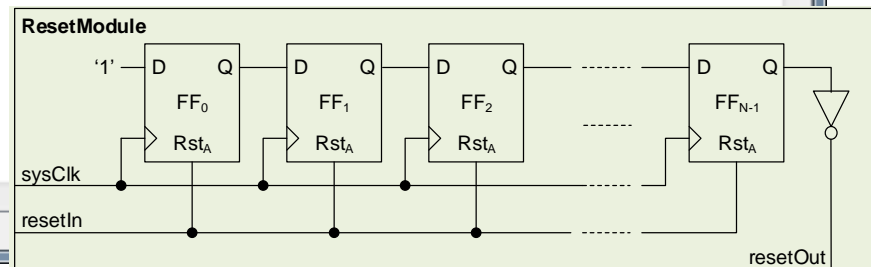 ResetModule
'1' D Q D Q D Q D Q
FF0 FF1 FF2 FFN-1
RstA RstA RstA RstA
sysClk
resetIn
resetOut